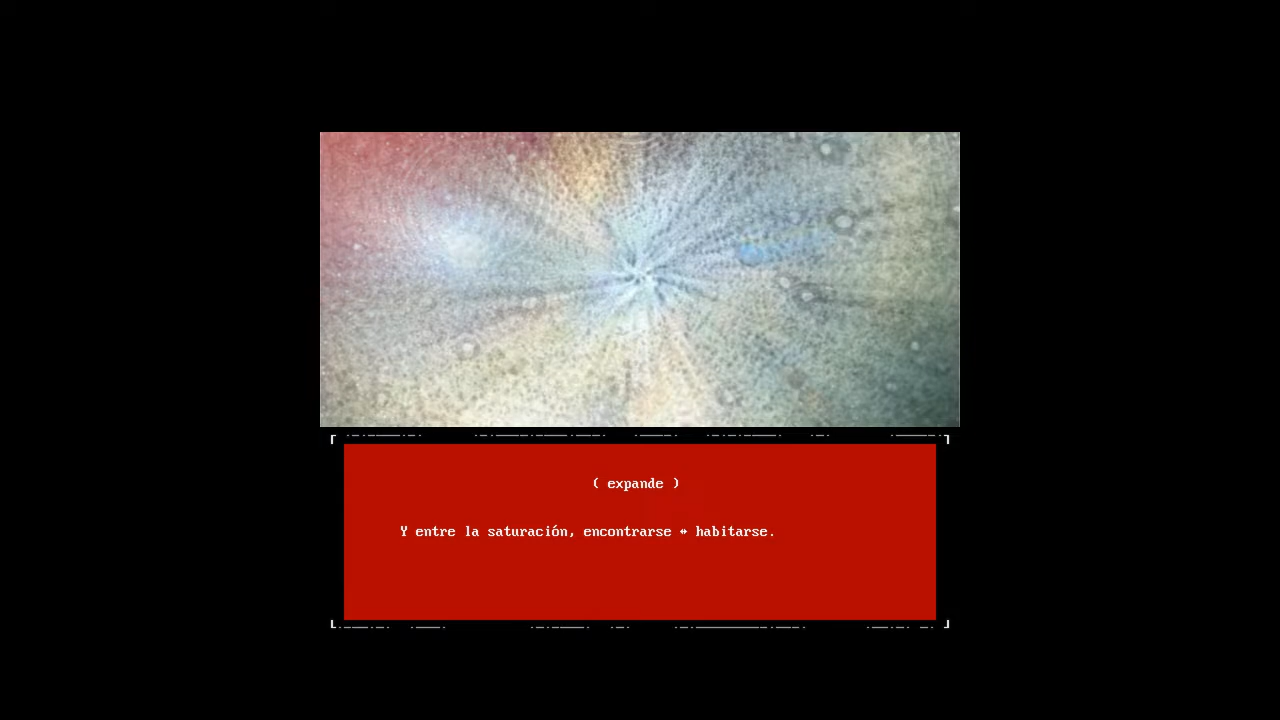 ( expande )
Y entre la saturación, encontrarse ↔ habitarse.